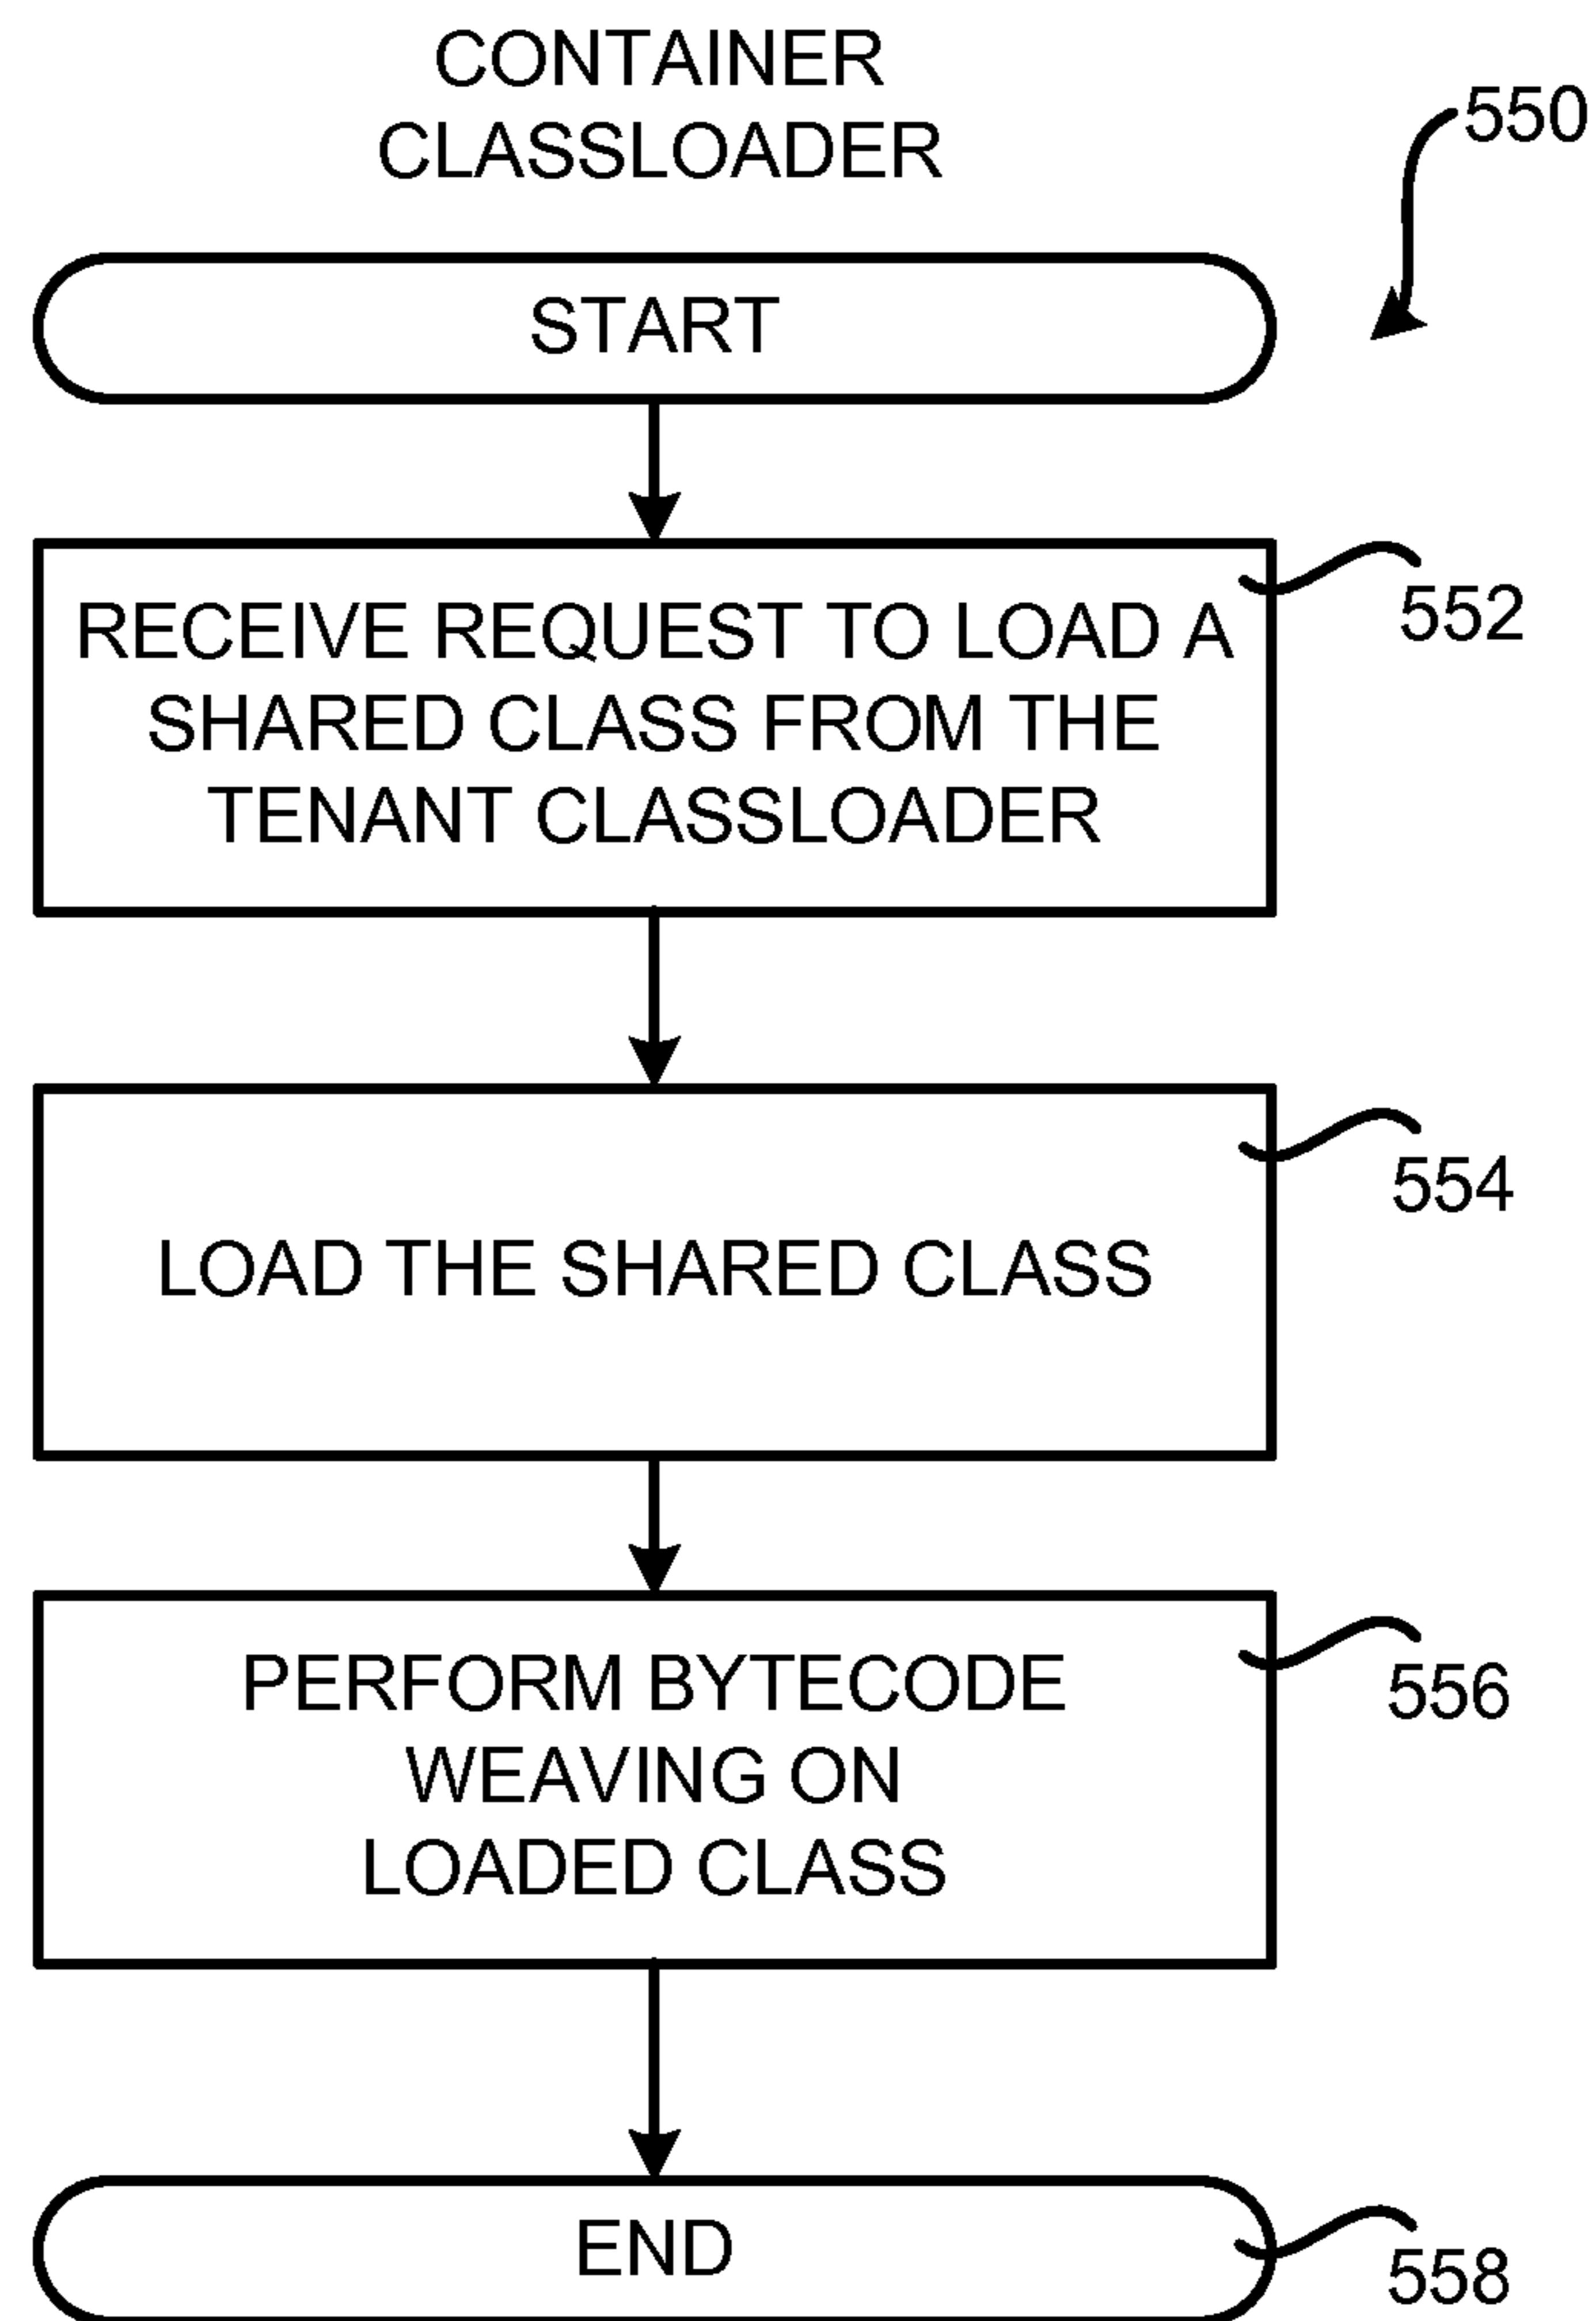 CONTAINER
CLASSLOADER
550
START
RECEIVE REQUEST TO LOAD A
SHARED CLASS FROM THE
TENANT CLASSLOADER
552
LOAD THE SHARED CLASS
554
PERFORM BYTECODE
WEAVING ON
LOADED CLASS
556
END
558